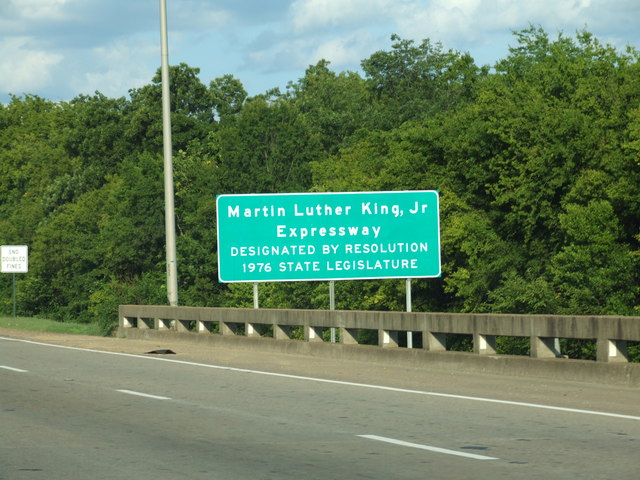 END
DOUBLED
FINES
Martin Luther King, Jr
Expressway
DESIGNATED BY RESOLUTION
1976 STATE LEGISLATURE